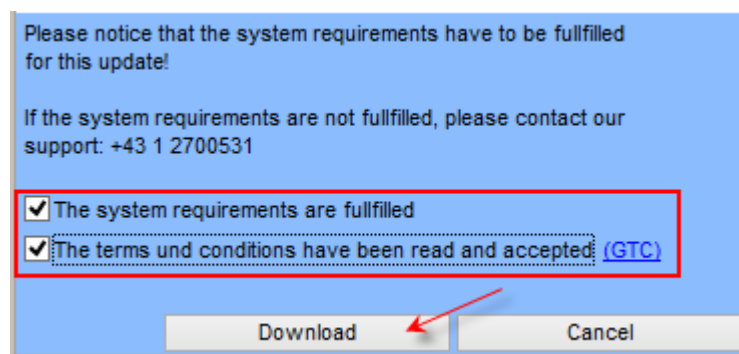 Please notice that the system requirements have to be fullfilled
for this update!
If the system requirements are not fullfilled, please contact our
support: +43 1 2700531
The system requirements are fullfilled
The terms und conditions have been read and accepted (GTC)
Download Cancel